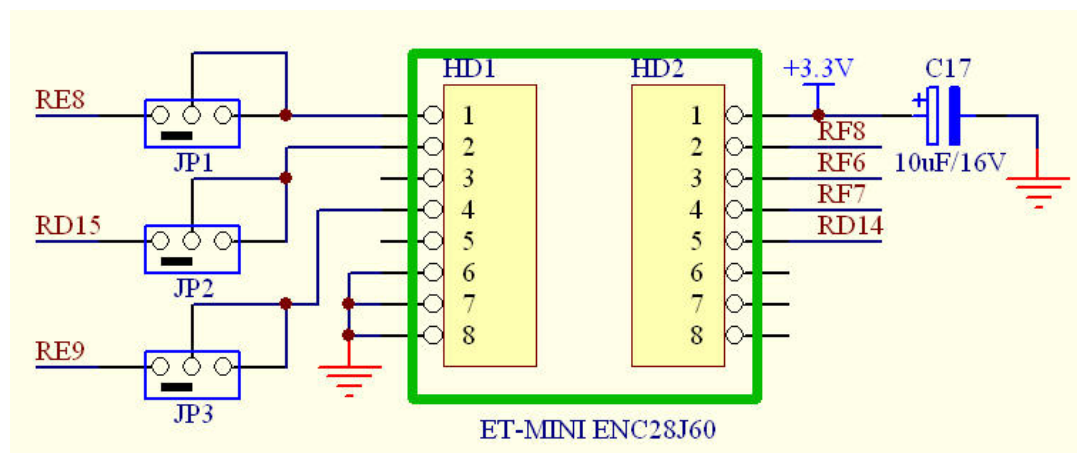 HD1
HD2
+3.3V
C17
RE8
1
1
RF8
JP1
2
2
10uF/16V
RF6
3
3
RF7
RD15
4
4
RD14
5
5
JP2
6
6
7
7
RE9
8
8
JP3
ET-MINI ENC28J60